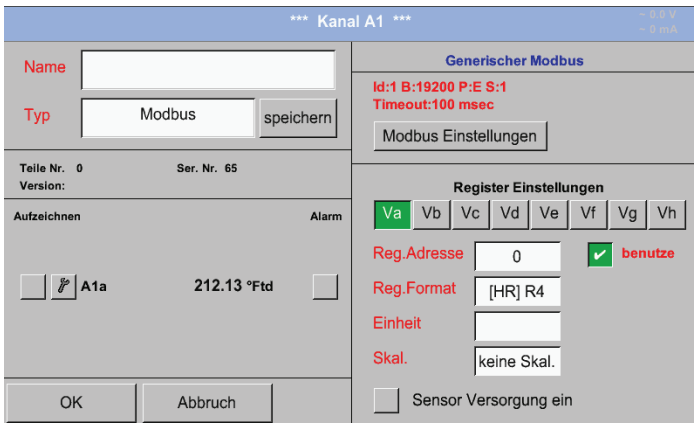 *** Kanal A1 ***
~ 0.0 V
~ 0 mA
Name
Typ
Modbus
speichern
Teile Nr. 0
Ser. Nr. 65
Version:
Aufzeichnen
Alarm
A1a
212.13 °Ftd
OK
Abbruch
Generischer Modbus
Id:1 B:19200 P:E S:1
Timeout:100 msec
Modbus Einstellungen
Register Einstellungen
Va Vb Vc Vd Ve Vf Vg Vh
Reg.Adresse 0
benutze
Reg.Format [HR] R4
Einheit
Skal. keine Skal.
Sensor Versorgung ein